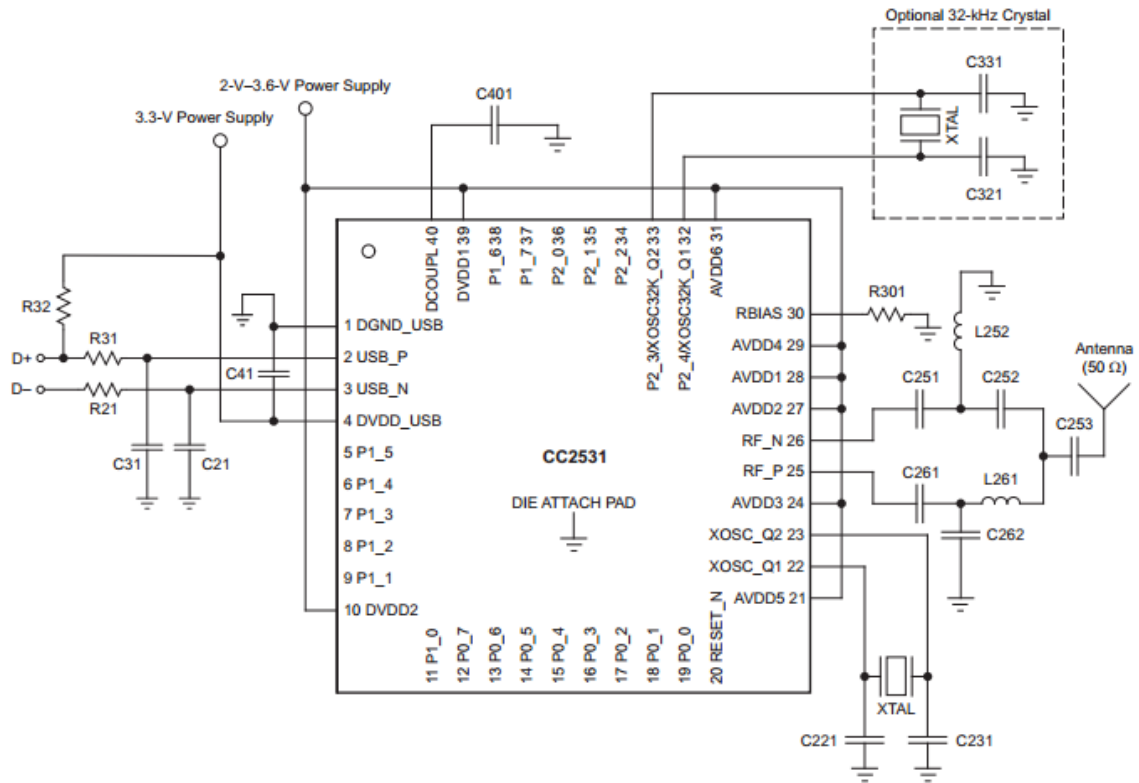 Optional 32-kHz Crystal
C331
XTAL
C321
2-V–3.6-V Power Supply
3.3-V Power Supply
C401
DCOUPL 40
DVDD1 39
P1_6 38
P1_7 37
P2_0 36
P2_1 35
P2_2 34
P2_3/XOSC32K_Q2 33
P2_4/XOSC32K_Q1 32
AVDD6 31
R32
R31
D+
D–
R21
C41
C31
C21
1 DGND_USB
2 USB_P
3 USB_N
4 DVDD_USB
5 P1_5
6 P1_4
7 P1_3
8 P1_2
9 P1_1
10 DVDD2
CC2531
DIE ATTACH PAD
RBIAS 30
AVDD4 29
AVDD1 28
AVDD2 27
RF_N 26
RF_P 25
AVDD3 24
XOSC_Q2 23
XOSC_Q1 22
AVDD5 21
11 P1_0
12 P0_7
13 P0_6
14 P0_5
15 P0_4
16 P0_3
17 P0_2
18 P0_1
19 P0_0
20 RESET_N
R301
L252
Antenna
(50 Ω)
C251
C252
C253
C261
L261
C262
XTAL
C221
C231